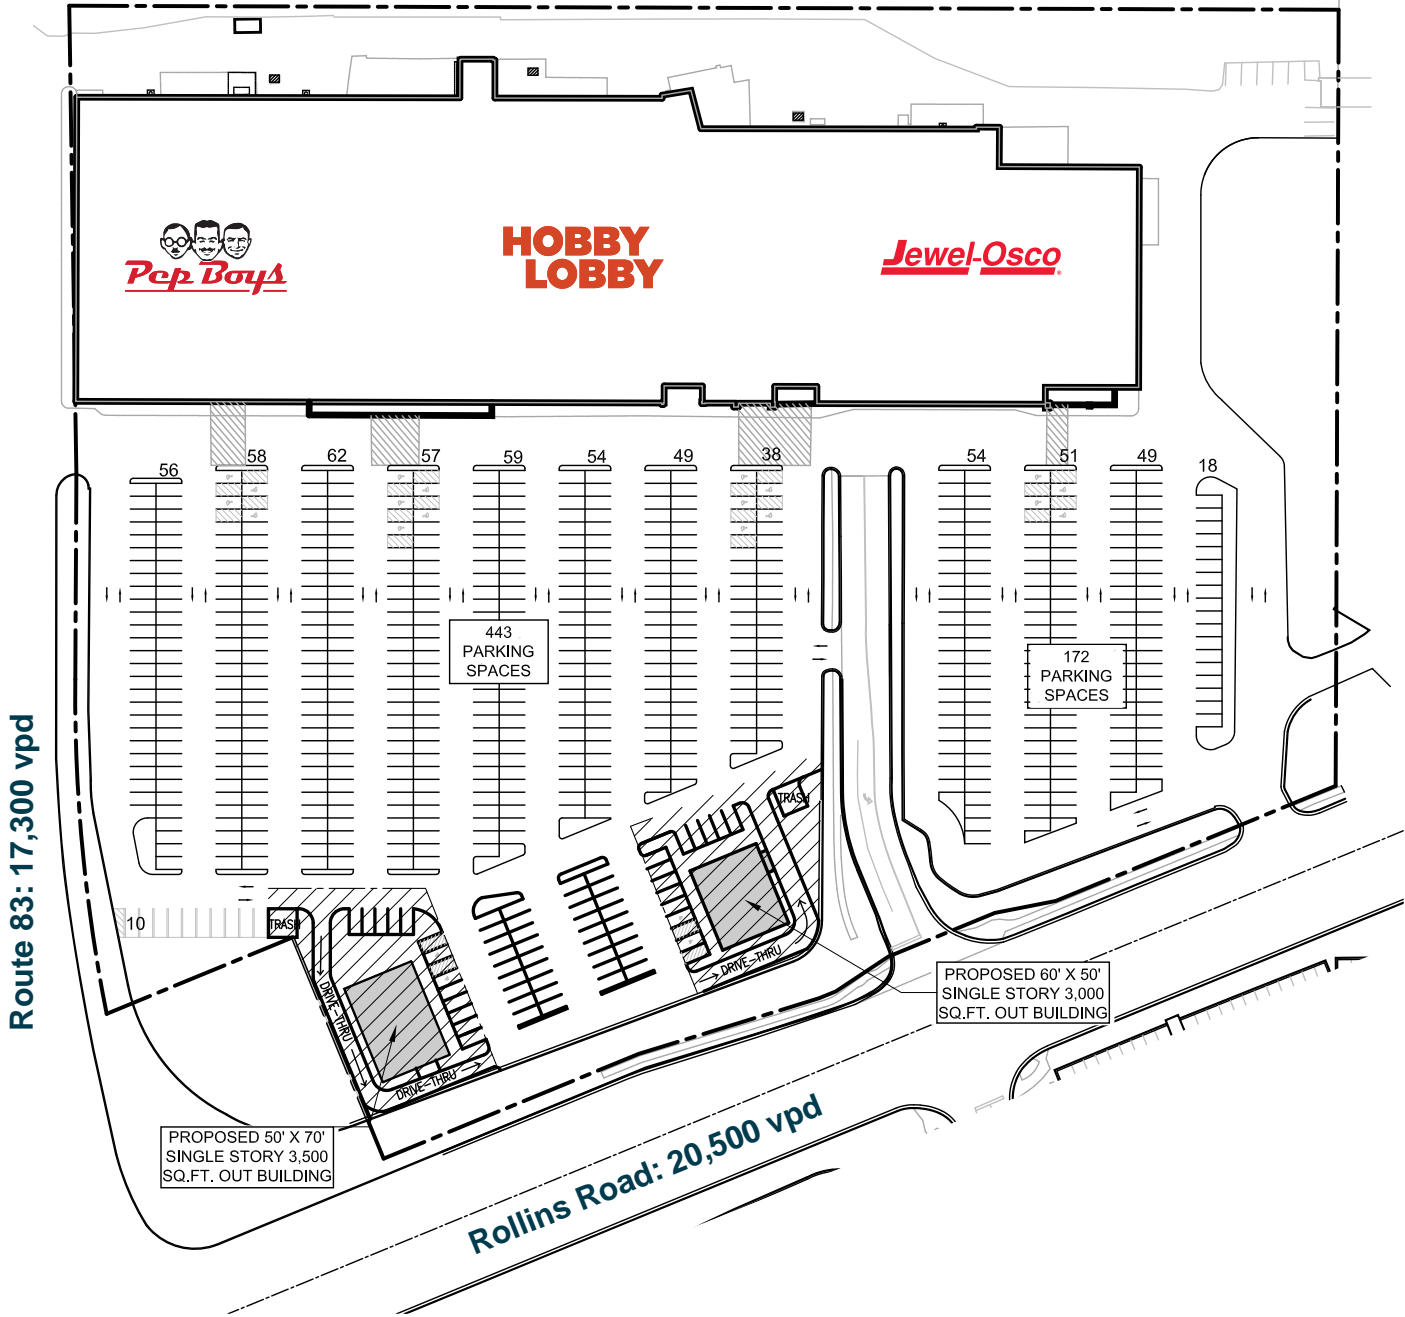 Pep Boys
HOBBY
LOBBY
Jewel-Osco
56
58
62
57
59
54
49
38
54
51
49
18
443
PARKING
SPACES
172
PARKING
SPACES
Route 83: 17,300 vpd
TRASH
10
TRASH
DRIVE-THRU
DRIVE-THRU
DRIVE-THRU
PROPOSED 60' X 50'
SINGLE STORY 3,000
SQ.FT. OUT BUILDING
PROPOSED 50' X 70'
SINGLE STORY 3,500
SQ.FT. OUT BUILDING
Rollins Road: 20,500 vpd